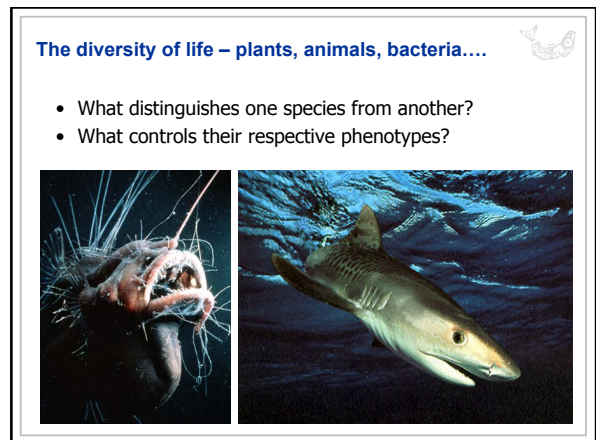 The diversity of life – plants, animals, bacteria….
• What distinguishes one species from another?
• What controls their respective phenotypes?